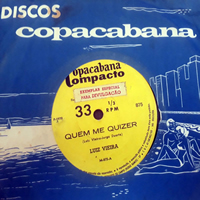 DISCOS
copacabana
Copacabana
Compacto
EXEMPLAR ESPECIAL
PARA DIVULGAÇÃO
33 1/3
RPM
QUEM ME QUIZER
LUIZ VIEIRA